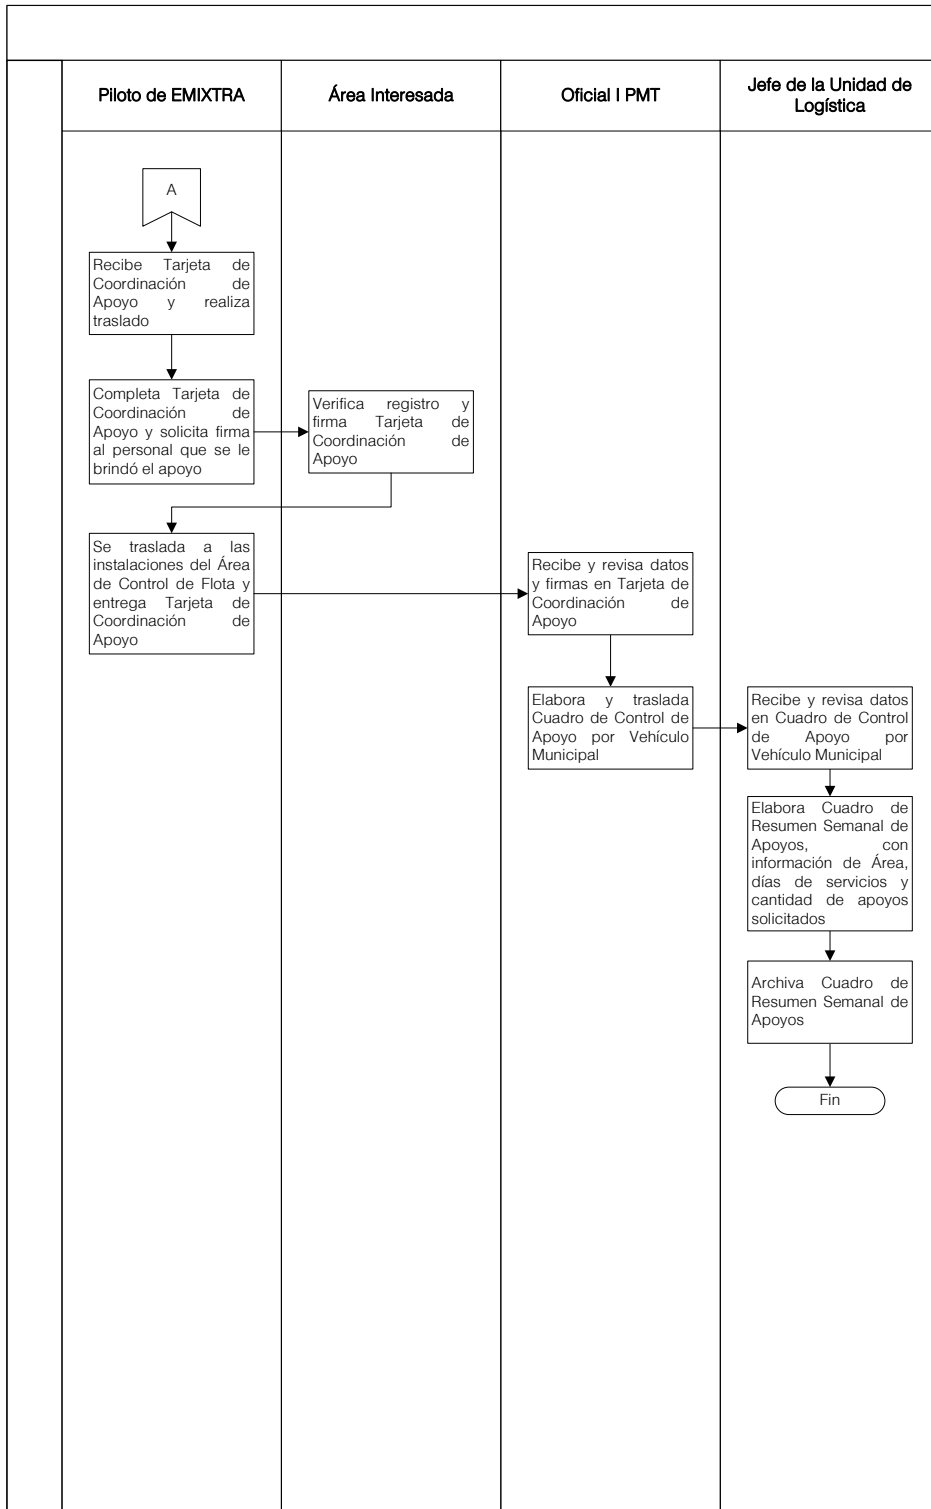 Piloto de EMIXTRA
Área Interesada
Oficial I PMT
Jefe de la Unidad de
Logística
A
Recibe Tarjeta de
Coordinación de
Apoyo y realiza
traslado
Completa Tarjeta de
Coordinación de
Apoyo y solicita firma
al personal que se le
brindó el apoyo
Verifica registro y
firma Tarjeta de
Coordinación de
Apoyo
Se traslada a las
instalaciones del Área
de Control de Flota y
entrega Tarjeta de
Coordinación de
Apoyo
Recibe y revisa datos
y firmas en Tarjeta de
Coordinación de
Apoyo
Elabora y traslada
Cuadro de Control de
Apoyo por Vehículo
Municipal
Recibe y revisa datos
en Cuadro de Control
de Apoyo por
Vehículo Municipal
Elabora Cuadro de
Resumen Semanal de
Apoyos, con
información de Área,
días de servicios y
cantidad de apoyos
solicitados
Archiva Cuadro de
Resumen Semanal de
Apoyos
Fin